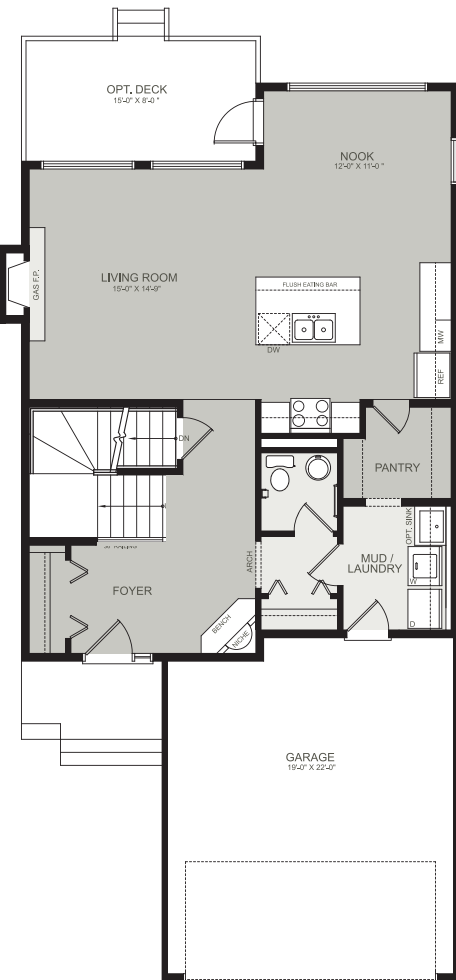 OPT. DECK
15'-0" X 8'-0 "
NOOK
12'-0" X 11'-0 "
LIVING ROOM
15'-0" X 14'-9"
GAS F.P.
FLUSH EATING BAR
DW
MW
REF
DN
PANTRY
OPT. SINK
MUD /
LAUNDRY
W
D
ARCH
FOYER
BENCH
NICHE
GARAGE
19'-0" X 22'-0"